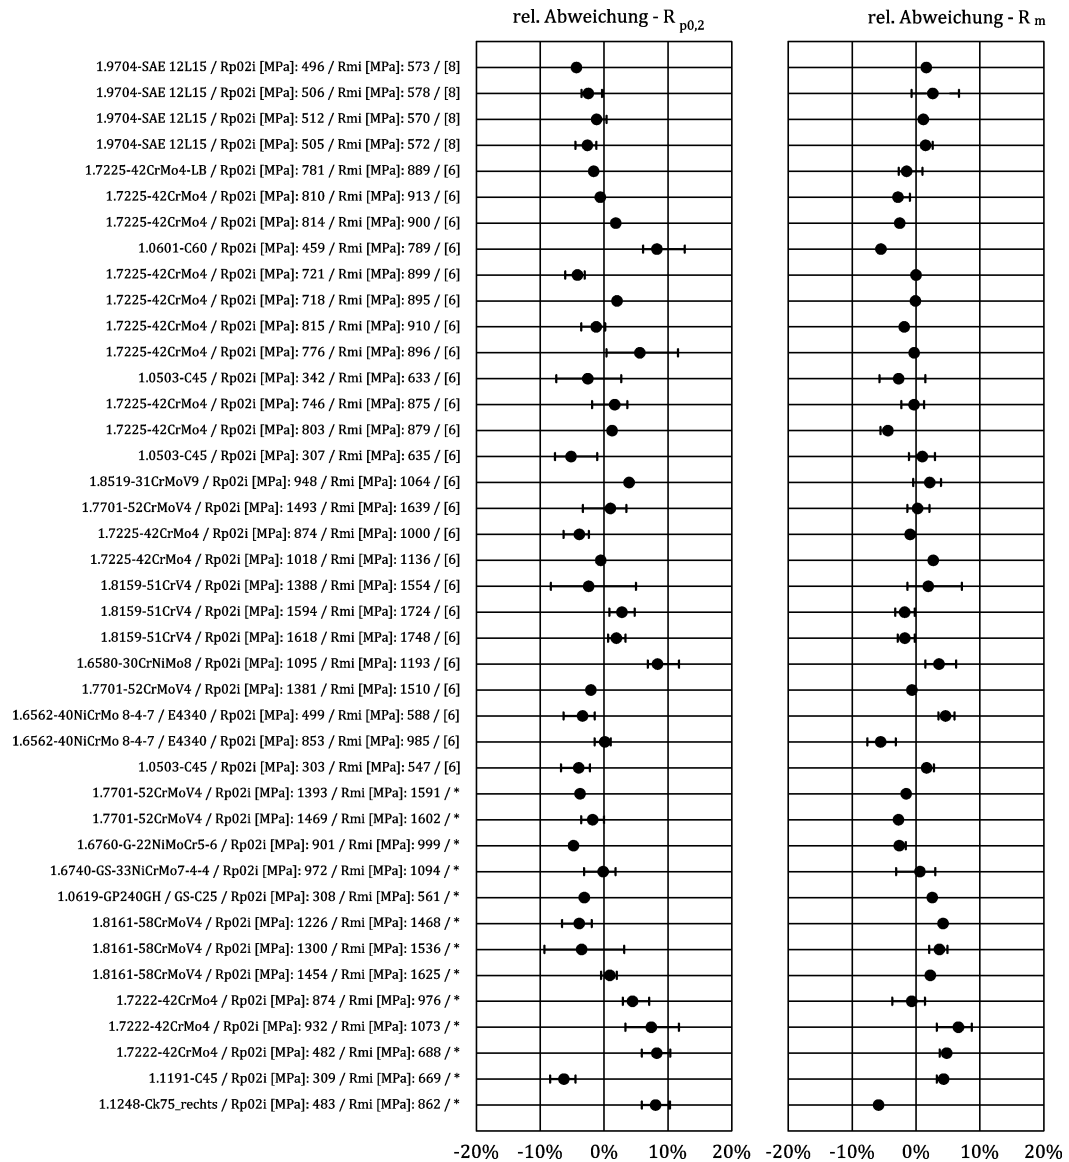 rel. Abweichung - R p0,2
rel. Abweichung - R m
1.9704-SAE 12L15 / Rp02i [MPa]: 496 / Rmi [MPa]: 573 / [8]
1.9704-SAE 12L15 / Rp02i [MPa]: 506 / Rmi [MPa]: 578 / [8]
1.9704-SAE 12L15 / Rp02i [MPa]: 512 / Rmi [MPa]: 570 / [8]
1.9704-SAE 12L15 / Rp02i [MPa]: 505 / Rmi [MPa]: 572 / [8]
1.7225-42CrMo4-LB / Rp02i [MPa]: 781 / Rmi [MPa]: 889 / [6]
1.7225-42CrMo4 / Rp02i [MPa]: 810 / Rmi [MPa]: 913 / [6]
1.7225-42CrMo4 / Rp02i [MPa]: 814 / Rmi [MPa]: 900 / [6]
1.0601-C60 / Rp02i [MPa]: 459 / Rmi [MPa]: 789 / [6]
1.7225-42CrMo4 / Rp02i [MPa]: 721 / Rmi [MPa]: 899 / [6]
1.7225-42CrMo4 / Rp02i [MPa]: 718 / Rmi [MPa]: 895 / [6]
1.7225-42CrMo4 / Rp02i [MPa]: 815 / Rmi [MPa]: 910 / [6]
1.7225-42CrMo4 / Rp02i [MPa]: 776 / Rmi [MPa]: 896 / [6]
1.0503-C45 / Rp02i [MPa]: 342 / Rmi [MPa]: 633 / [6]
1.7225-42CrMo4 / Rp02i [MPa]: 746 / Rmi [MPa]: 875 / [6]
1.7225-42CrMo4 / Rp02i [MPa]: 803 / Rmi [MPa]: 879 / [6]
1.0503-C45 / Rp02i [MPa]: 307 / Rmi [MPa]: 635 / [6]
1.8519-31CrMoV9 / Rp02i [MPa]: 948 / Rmi [MPa]: 1064 / [6]
1.7701-52CrMoV4 / Rp02i [MPa]: 1493 / Rmi [MPa]: 1639 / [6]
1.7225-42CrMo4 / Rp02i [MPa]: 874 / Rmi [MPa]: 1000 / [6]
1.7225-42CrMo4 / Rp02i [MPa]: 1018 / Rmi [MPa]: 1136 / [6]
1.8159-51CrV4 / Rp02i [MPa]: 1388 / Rmi [MPa]: 1554 / [6]
1.8159-51CrV4 / Rp02i [MPa]: 1594 / Rmi [MPa]: 1724 / [6]
1.8159-51CrV4 / Rp02i [MPa]: 1618 / Rmi [MPa]: 1748 / [6]
1.6580-30CrNiMo8 / Rp02i [MPa]: 1095 / Rmi [MPa]: 1193 / [6]
1.7701-52CrMoV4 / Rp02i [MPa]: 1381 / Rmi [MPa]: 1510 / [6]
1.6562-40NiCrMo 8-4-7 / E4340 / Rp02i [MPa]: 499 / Rmi [MPa]: 588 / [6]
1.6562-40NiCrMo 8-4-7 / E4340 / Rp02i [MPa]: 853 / Rmi [MPa]: 985 / [6]
1.0503-C45 / Rp02i [MPa]: 303 / Rmi [MPa]: 547 / [6]
1.7701-52CrMoV4 / Rp02i [MPa]: 1393 / Rmi [MPa]: 1591 / *
1.7701-52CrMoV4 / Rp02i [MPa]: 1469 / Rmi [MPa]: 1602 / *
1.6760-G-22NiMoCr5-6 / Rp02i [MPa]: 901 / Rmi [MPa]: 999 / *
1.6740-GS-33NiCrMo7-4-4 / Rp02i [MPa]: 972 / Rmi [MPa]: 1094 / *
1.0619-GP240GH / GS-C25 / Rp02i [MPa]: 308 / Rmi [MPa]: 561 / *
1.8161-58CrMoV4 / Rp02i [MPa]: 1226 / Rmi [MPa]: 1468 / *
1.8161-58CrMoV4 / Rp02i [MPa]: 1300 / Rmi [MPa]: 1536 / *
1.8161-58CrMoV4 / Rp02i [MPa]: 1454 / Rmi [MPa]: 1625 / *
1.7222-42CrMo4 / Rp02i [MPa]: 874 / Rmi [MPa]: 976 / *
1.7222-42CrMo4 / Rp02i [MPa]: 932 / Rmi [MPa]: 1073 / *
1.7222-42CrMo4 / Rp02i [MPa]: 482 / Rmi [MPa]: 688 / *
1.1191-C45 / Rp02i [MPa]: 309 / Rmi [MPa]: 669 / *
1.1248-Ck75_rechts / Rp02i [MPa]: 483 / Rmi [MPa]: 862 / *
-20% -10% 0% 10% 20% -20% -10% 0% 10% 20%